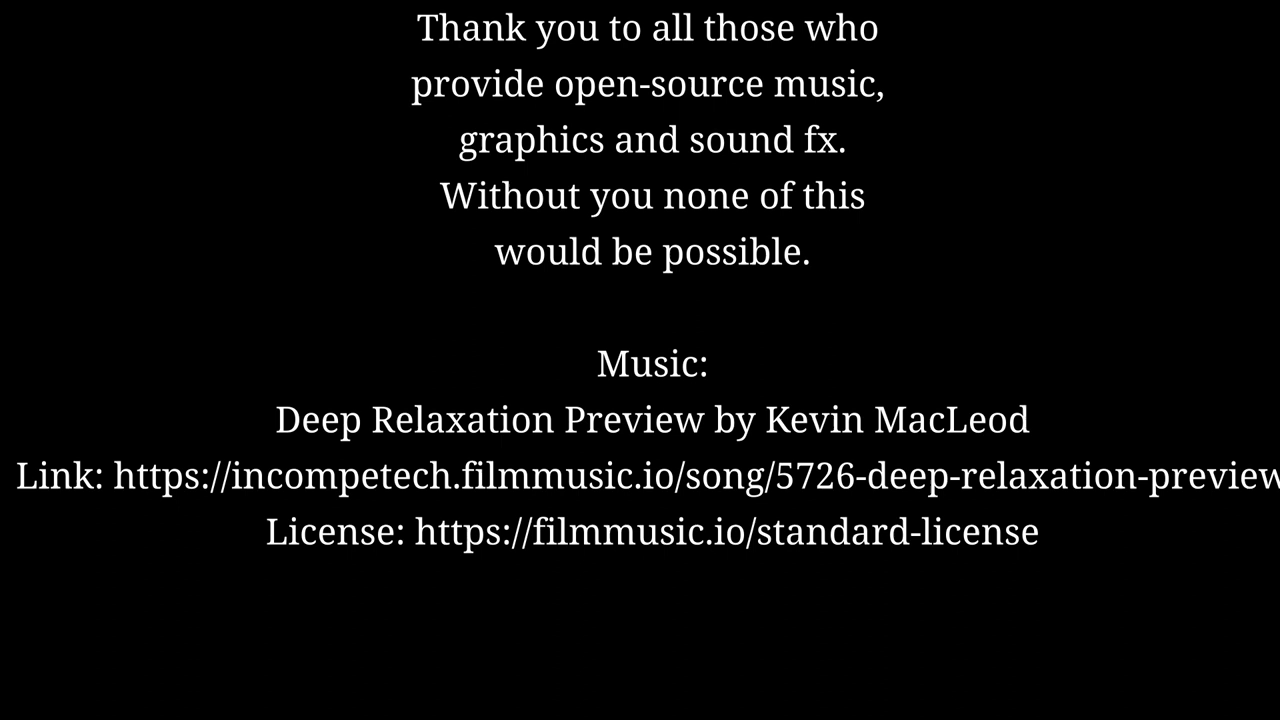 Thank you to all those who
provide open-source music,
graphics and sound fx.
Without you none of this
would be possible.
Music:
Deep Relaxation Preview by Kevin MacLeod
Link: https://incompetech.filmmusic.io/song/5726-deep-relaxation-preview
License: https://filmmusic.io/standard-license